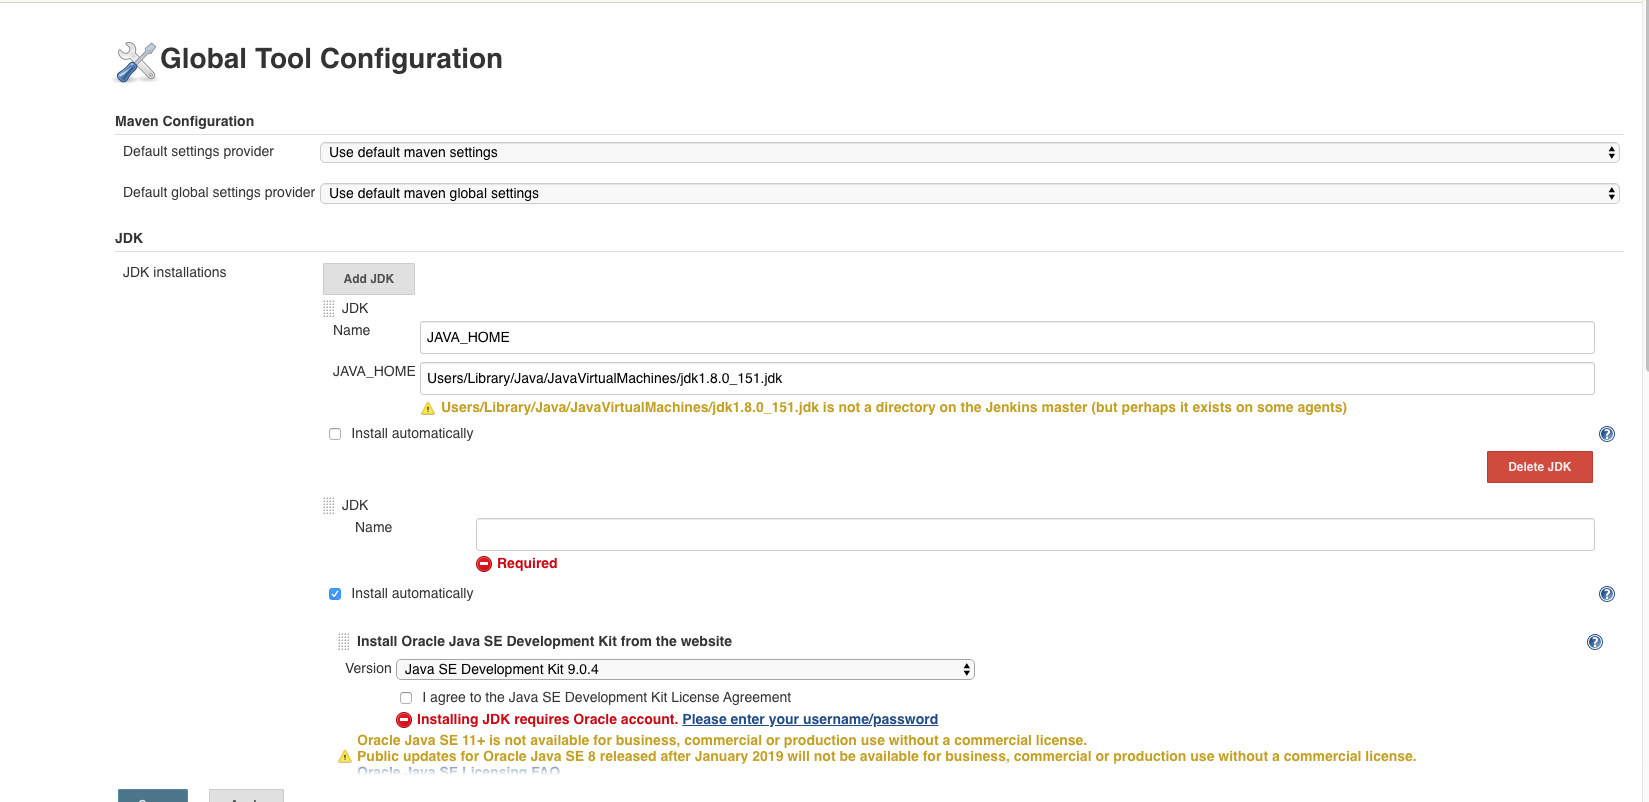 Global Tool Configuration
Maven Configuration
Default settings provider
Use default maven settings
Default global settings provider
Use default maven global settings
JDK
JDK installations
Add JDK
JDK
Name
JAVA_HOME
JAVA_HOME
Users/Library/Java/JavaVirtualMachines/jdk1.8.0_151.jdk
Users/Library/Java/JavaVirtualMachines/jdk1.8.0_151.jdk is not a directory on the Jenkins master (but perhaps it exists on some agents)
Install automatically
Delete JDK
JDK
Name
Required
Install automatically
Install Oracle Java SE Development Kit from the website
Version
Java SE Development Kit 9.0.4
I agree to the Java SE Development Kit License Agreement
Installing JDK requires Oracle account. Please enter your username/password
Oracle Java SE 11+ is not available for business, commercial or production use without a commercial license.
Public updates for Oracle Java SE 8 released after January 2019 will not be available for business, commercial or production use without a commercial license.
Oracle Java SE Licensing FAQ